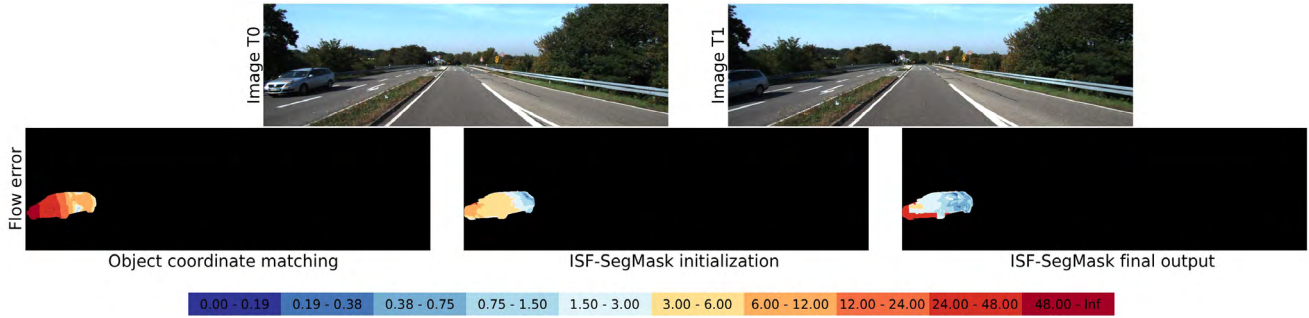 Image T0
Image T1
Flow error
Object coordinate matching
ISF-SegMask initialization
ISF-SegMask final output
0.00 - 0.19 0.19 - 0.38 0.38 - 0.75 0.75 - 1.50 1.50 - 3.00 3.00 - 6.00 6.00 - 12.00 12.00 - 24.00 24.00 - 48.00 48.00 - Inf